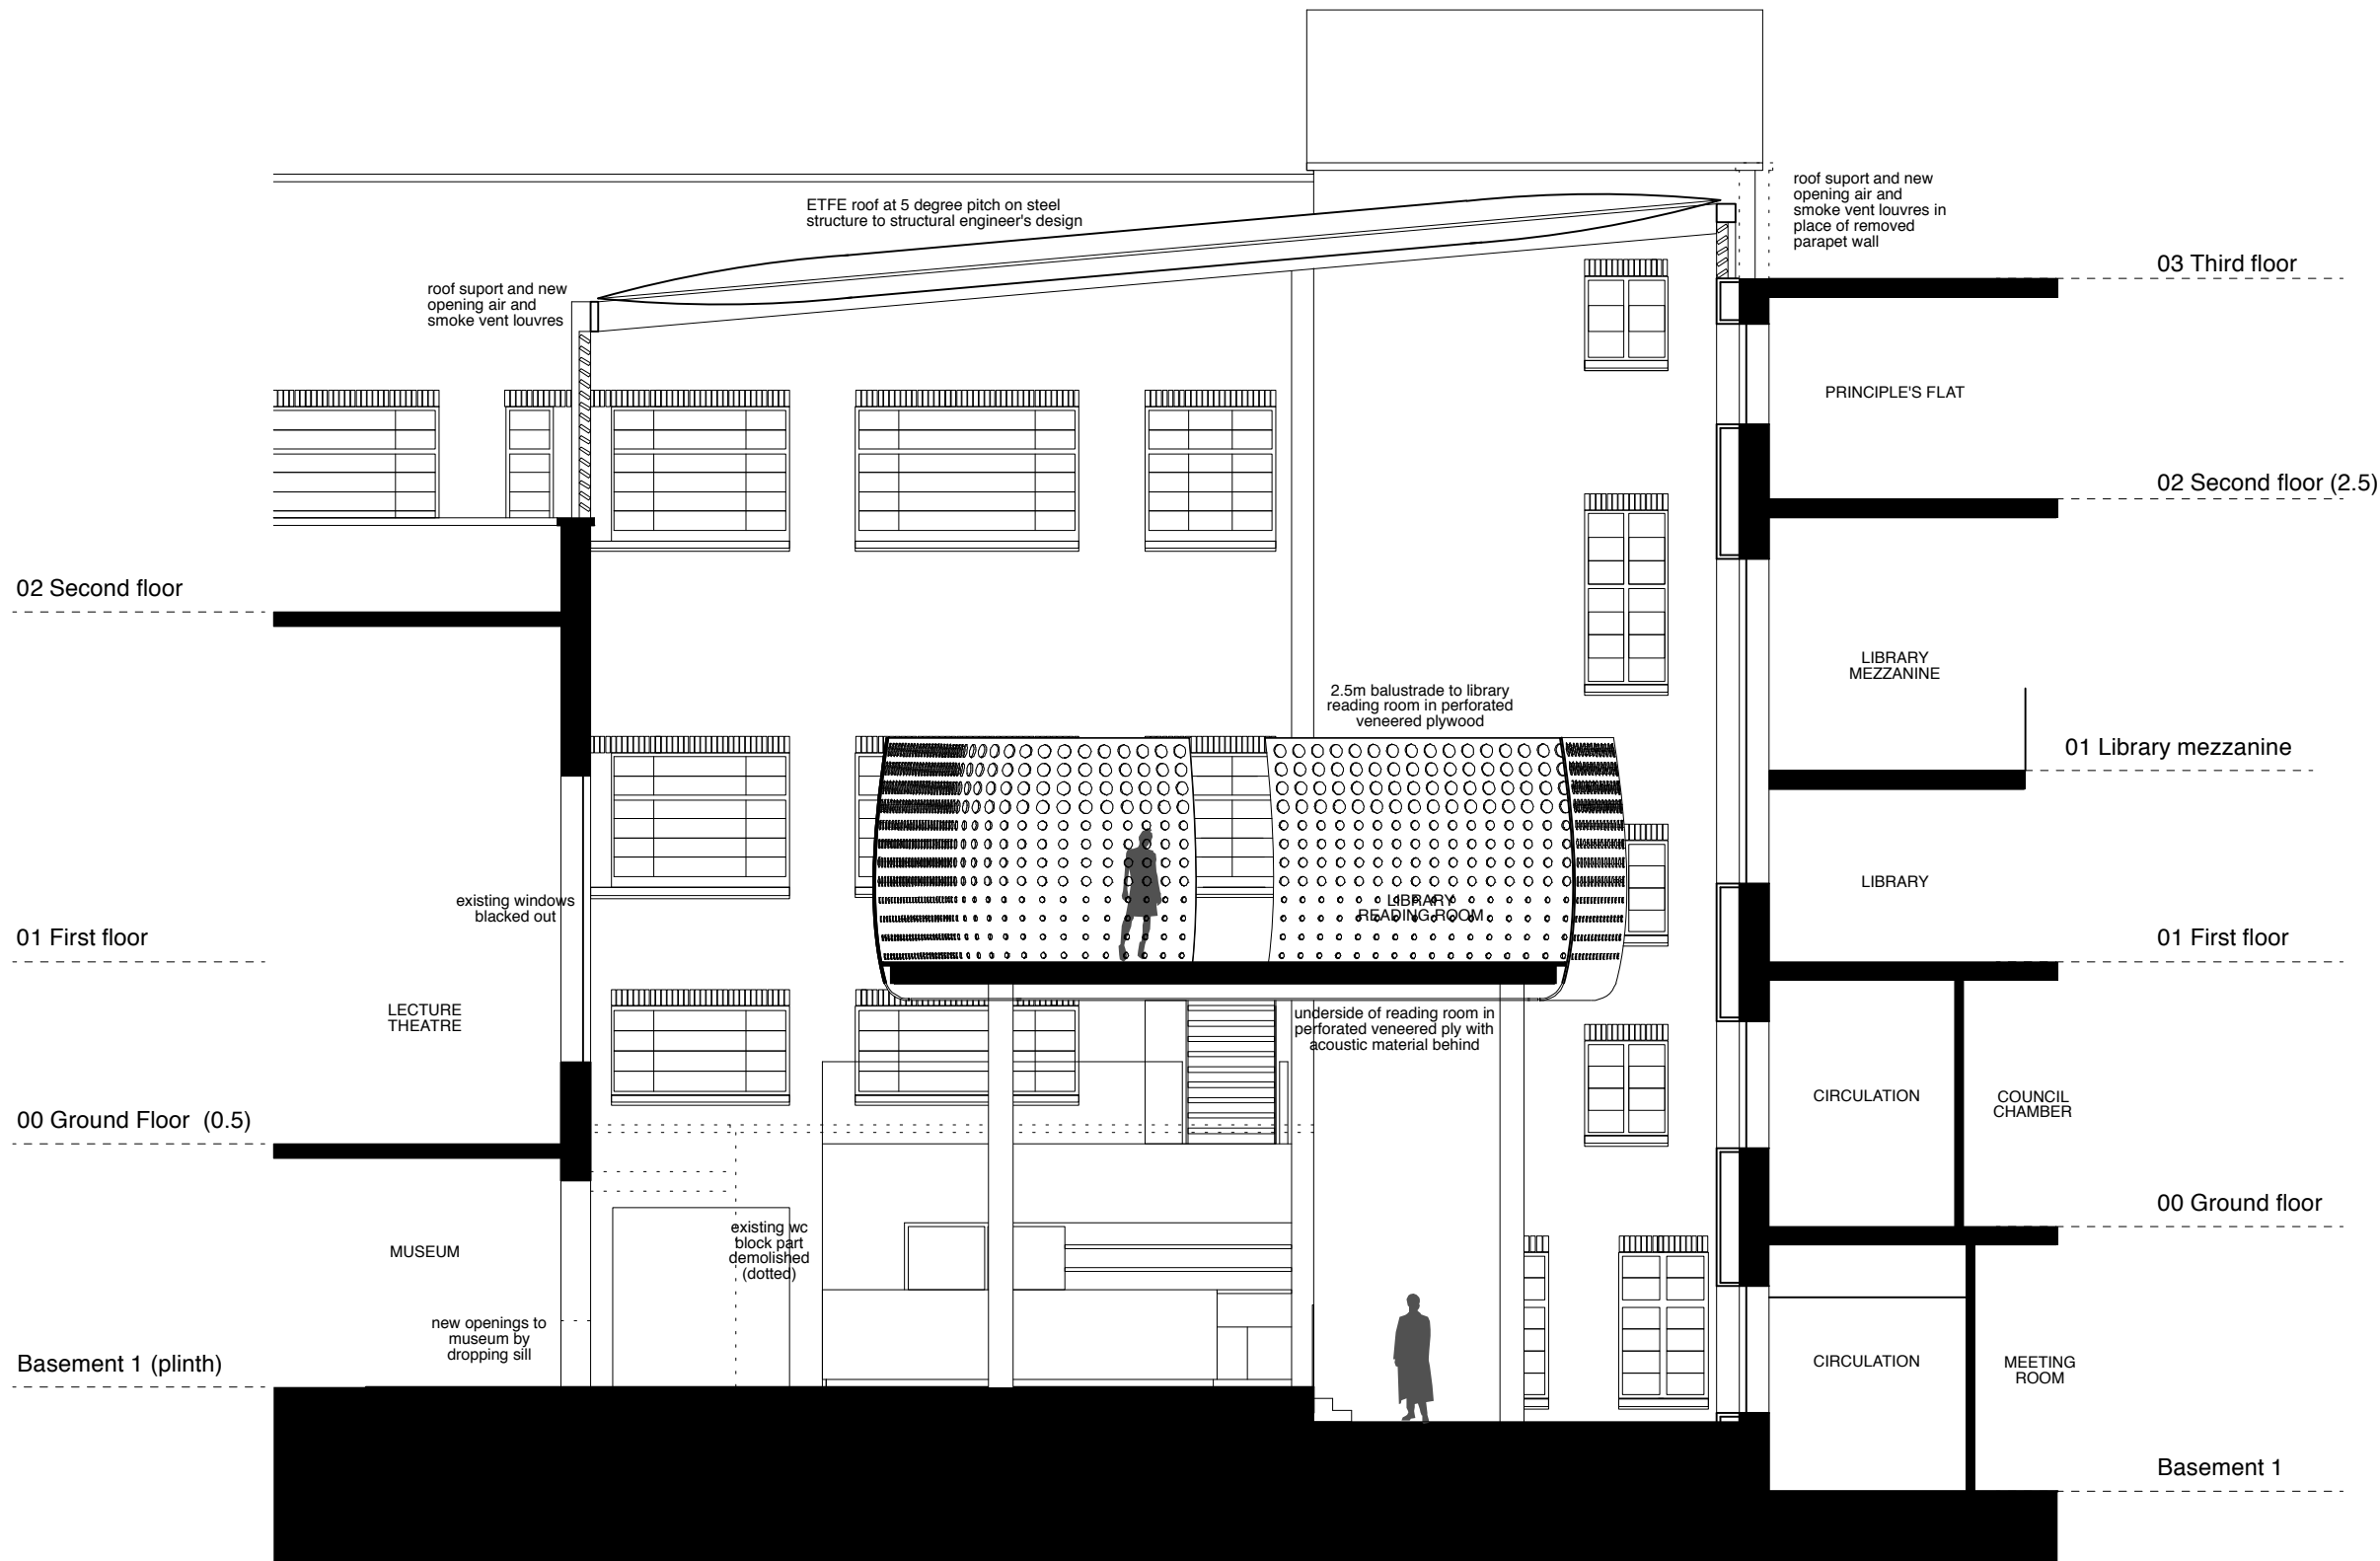 ETFE roof at 5 degree pitch on steel
structure to structural engineer's design
roof suport and new
opening air and
smoke vent louvres in
place of removed
parapet wall
03 Third floor
roof suport and new
opening air and
smoke vent louvres
PRINCIPLE'S FLAT
02 Second floor (2.5)
02 Second floor
LIBRARY
MEZZANINE
2.5m balustrade to library
reading room in perforated
veneered plywood
01 Library mezzanine
LIBRARY
existing windows
blacked out
LIBRARY
READING ROOM
01 First floor
01 First floor
LECTURE
THEATRE
underside of reading room in
perforated veneered ply with
acoustic material behind
CIRCULATION
COUNCIL
CHAMBER
00 Ground Floor  (0.5)
00 Ground floor
MUSEUM
existing wc
block part
demolished
(dotted)
new openings to
museum by
dropping sill
Basement 1 (plinth)
CIRCULATION
MEETING
ROOM
Basement 1